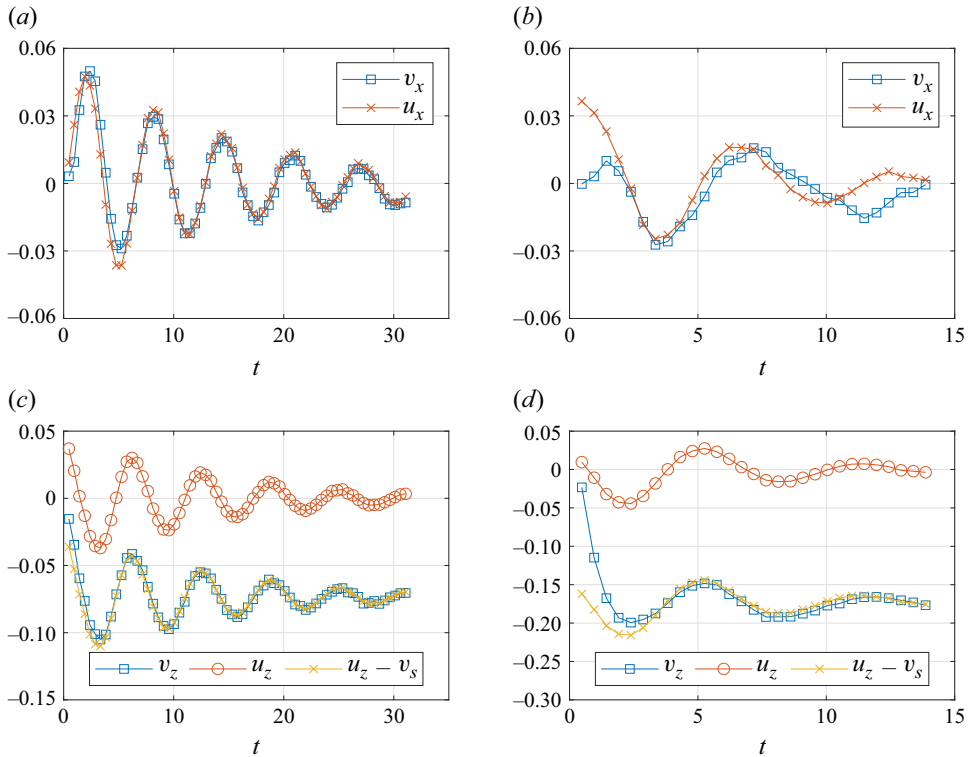 (a)
0.06
0.03
0
–0.03
–0.06
0 10 20 30
t
v_x
u_x
(b)
0.06
0.03
0
–0.03
–0.06
0 5 10 15
t
v_x
u_x
(c)
0.05
0
–0.05
–0.10
–0.15
0 10 20 30
t
v_z u_z u_z – v_s
(d)
0.05
0
–0.05
–0.10
–0.15
–0.20
–0.25
–0.30
0 5 10 15
t
v_z u_z u_z – v_s